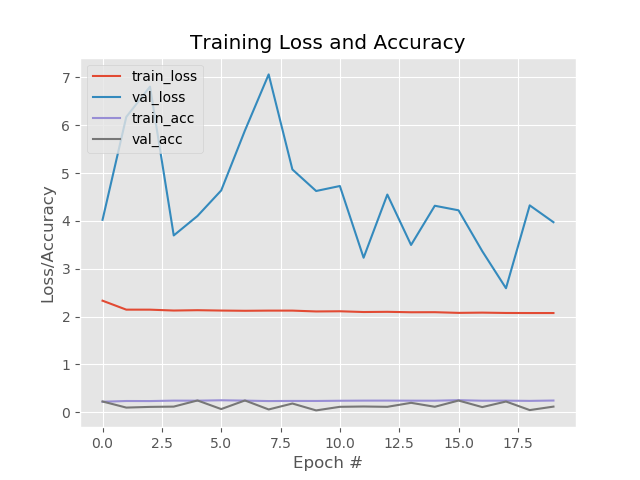 Training Loss and Accuracy
train_loss
val_loss
train_acc
val_acc
7
6
5
4
3
2
1
0
Loss/Accuracy
0.0 2.5 5.0 7.5 10.0 12.5 15.0 17.5
Epoch #